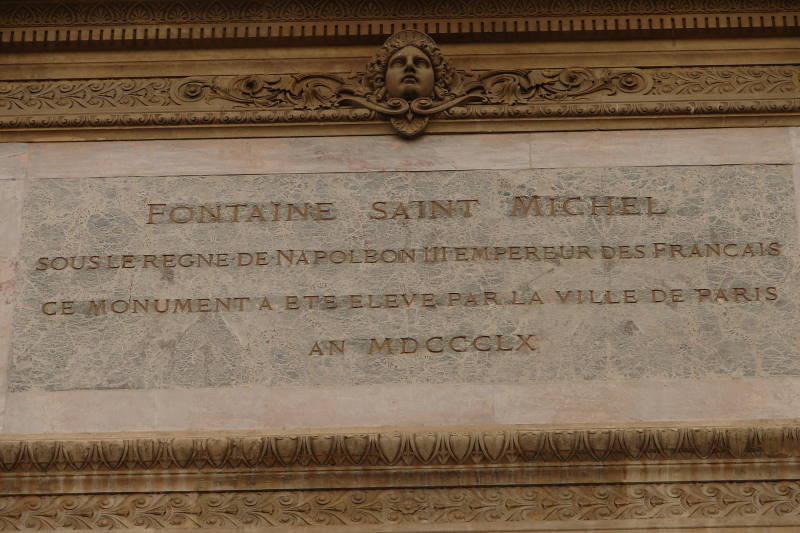 FONTAINE SAINT MICHEL
SOUS LE REGNE DE NAPOLEON III EMPEREUR DES FRANCAIS
CE MONUMENT A ETE ELEVE PAR LA VILLE DE PARIS
AN MDCCCLX